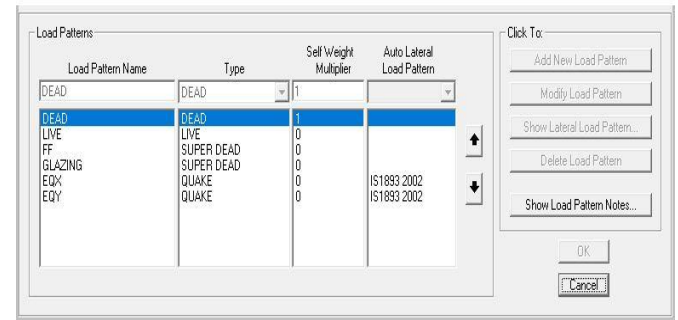 Load Patterns
Click To:
Self Weight Auto Lateral
Load Pattern Name Type Multiplier Load Pattern
DEAD DEAD 1
DEAD DEAD 1
LIVE LIVE 0
FF SUPER DEAD 0
GLAZING SUPER DEAD 0
EQX QUAKE 0 IS1893 2002
EQY QUAKE 0 IS1893 2002
Add New Load Pattern
Modify Load Pattern
Show Lateral Load Pattern...
Delete Load Pattern
Show Load Pattern Notes...
OK
Cancel